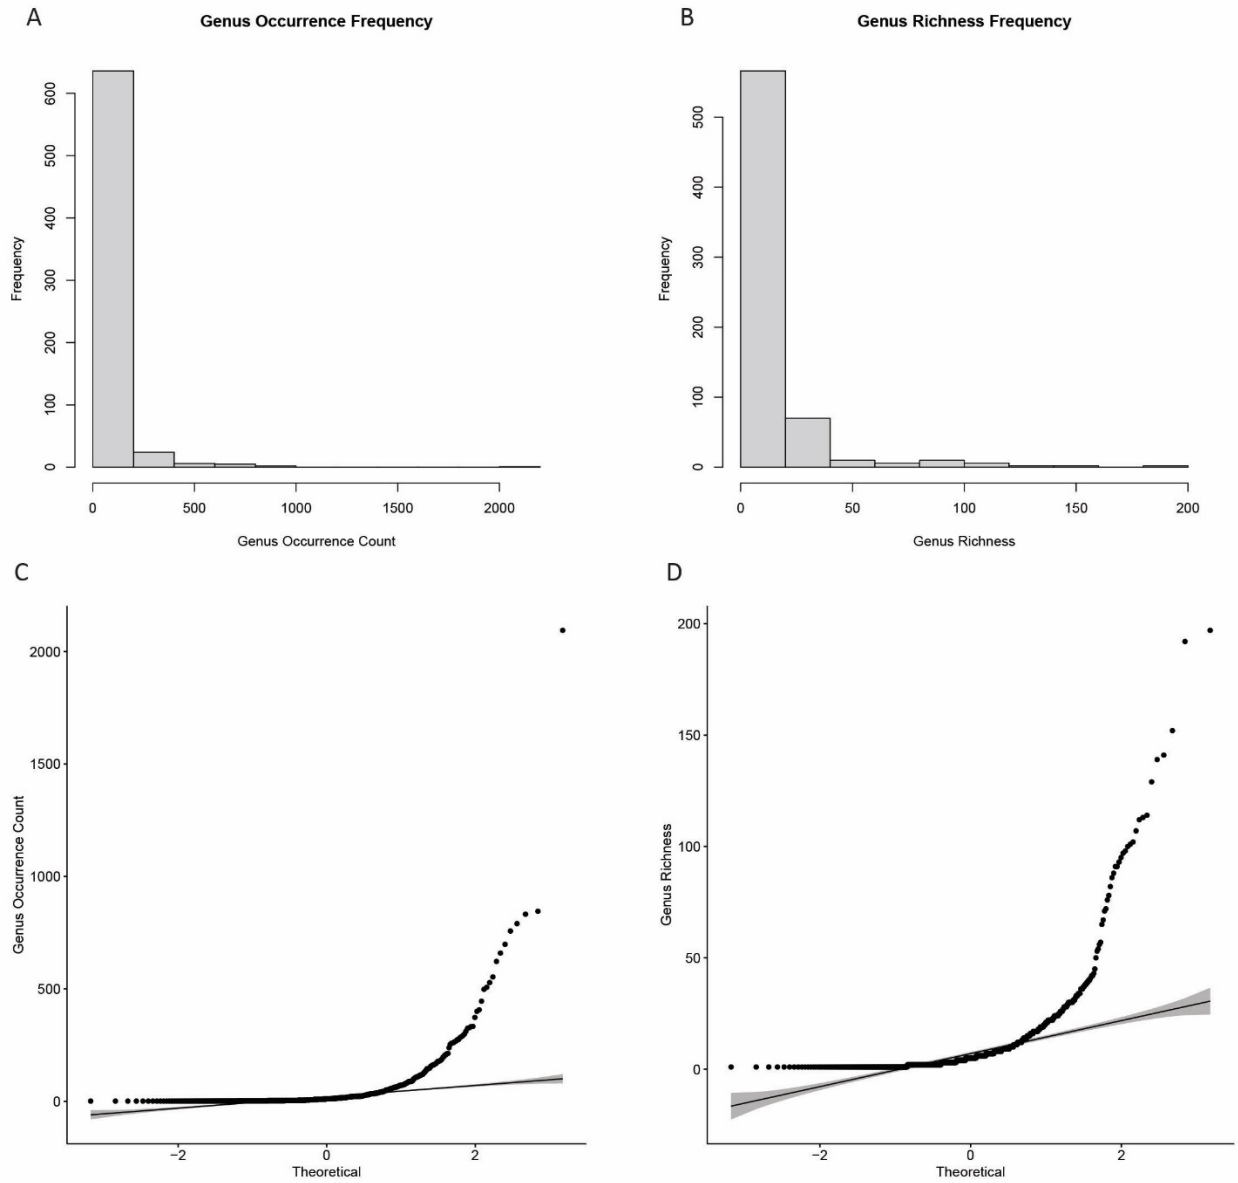 A
Genus Occurrence Frequency
Frequency
0
100
200
300
400
500
600
0
500
1000
1500
2000
Genus Occurrence Count
B
Genus Richness Frequency
Frequency
0
100
200
300
400
500
0
50
100
150
200
Genus Richness
C
Genus Occurrence Count
2000
1500
1000
500
0
−2
0
2
Theoretical
D
Genus Richness
200
150
100
50
0
−2
0
2
Theoretical